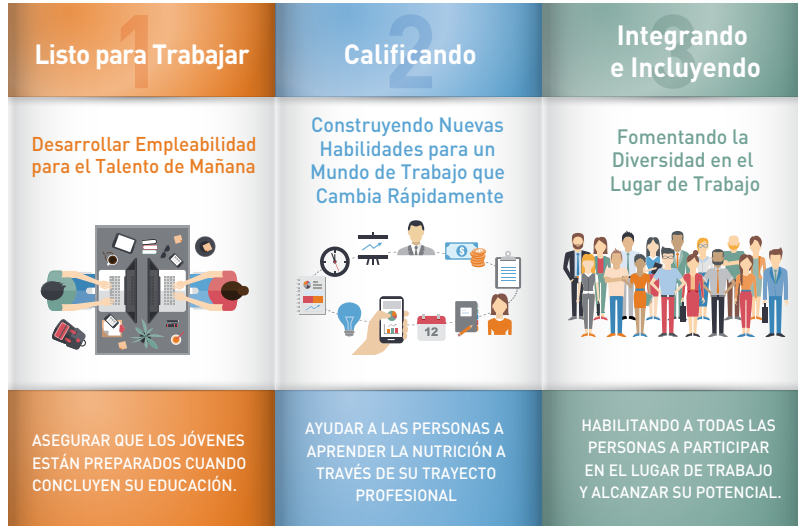 1
Listo para Trabajar
Desarrollar Empleabilidad
para el Talento de Mañana
ASEGURAR QUE LOS JÓVENES
ESTÁN PREPARADOS CUANDO
CONCLUYEN SU EDUCACIÓN.
2
Calificando
Construyendo Nuevas
Habilidades para un
Mundo de Trabajo que
Cambia Rápidamente
$
12
AYUDAR A LAS PERSONAS A
APRENDER LA NUTRICIÓN A
TRAVÉS DE SU TRAYECTO
PROFESIONAL
3
Integrando
e Incluyendo
Fomentando la
Diversidad en el
Lugar de Trabajo
HABILITANDO A TODAS LAS
PERSONAS A PARTICIPAR
EN EL LUGAR DE TRABAJO
Y ALCANZAR SU POTENCIAL.